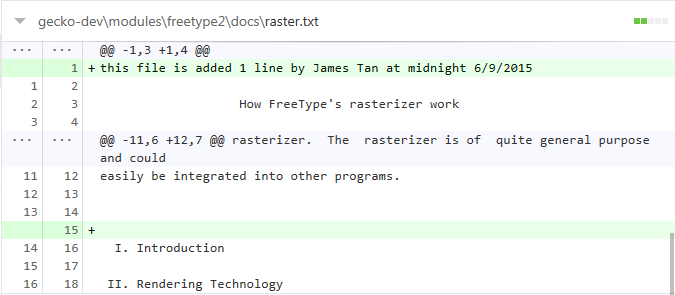 gecko-dev\modules\freetype2\docs\raster.txt
··· ··· @@ -1,3 +1,4 @@
1 + this file is added 1 line by James Tan at midnight 6/9/2015
1 2
2 3 How FreeType's rasterizer work
3 4
··· ··· @@ -11,6 +12,7 @@ rasterizer. The rasterizer is of quite general purpose
and could
11 12 easily be integrated into other programs.
12 13
13 14
15 +
14 16 I. Introduction
15 17
16 18 II. Rendering Technology